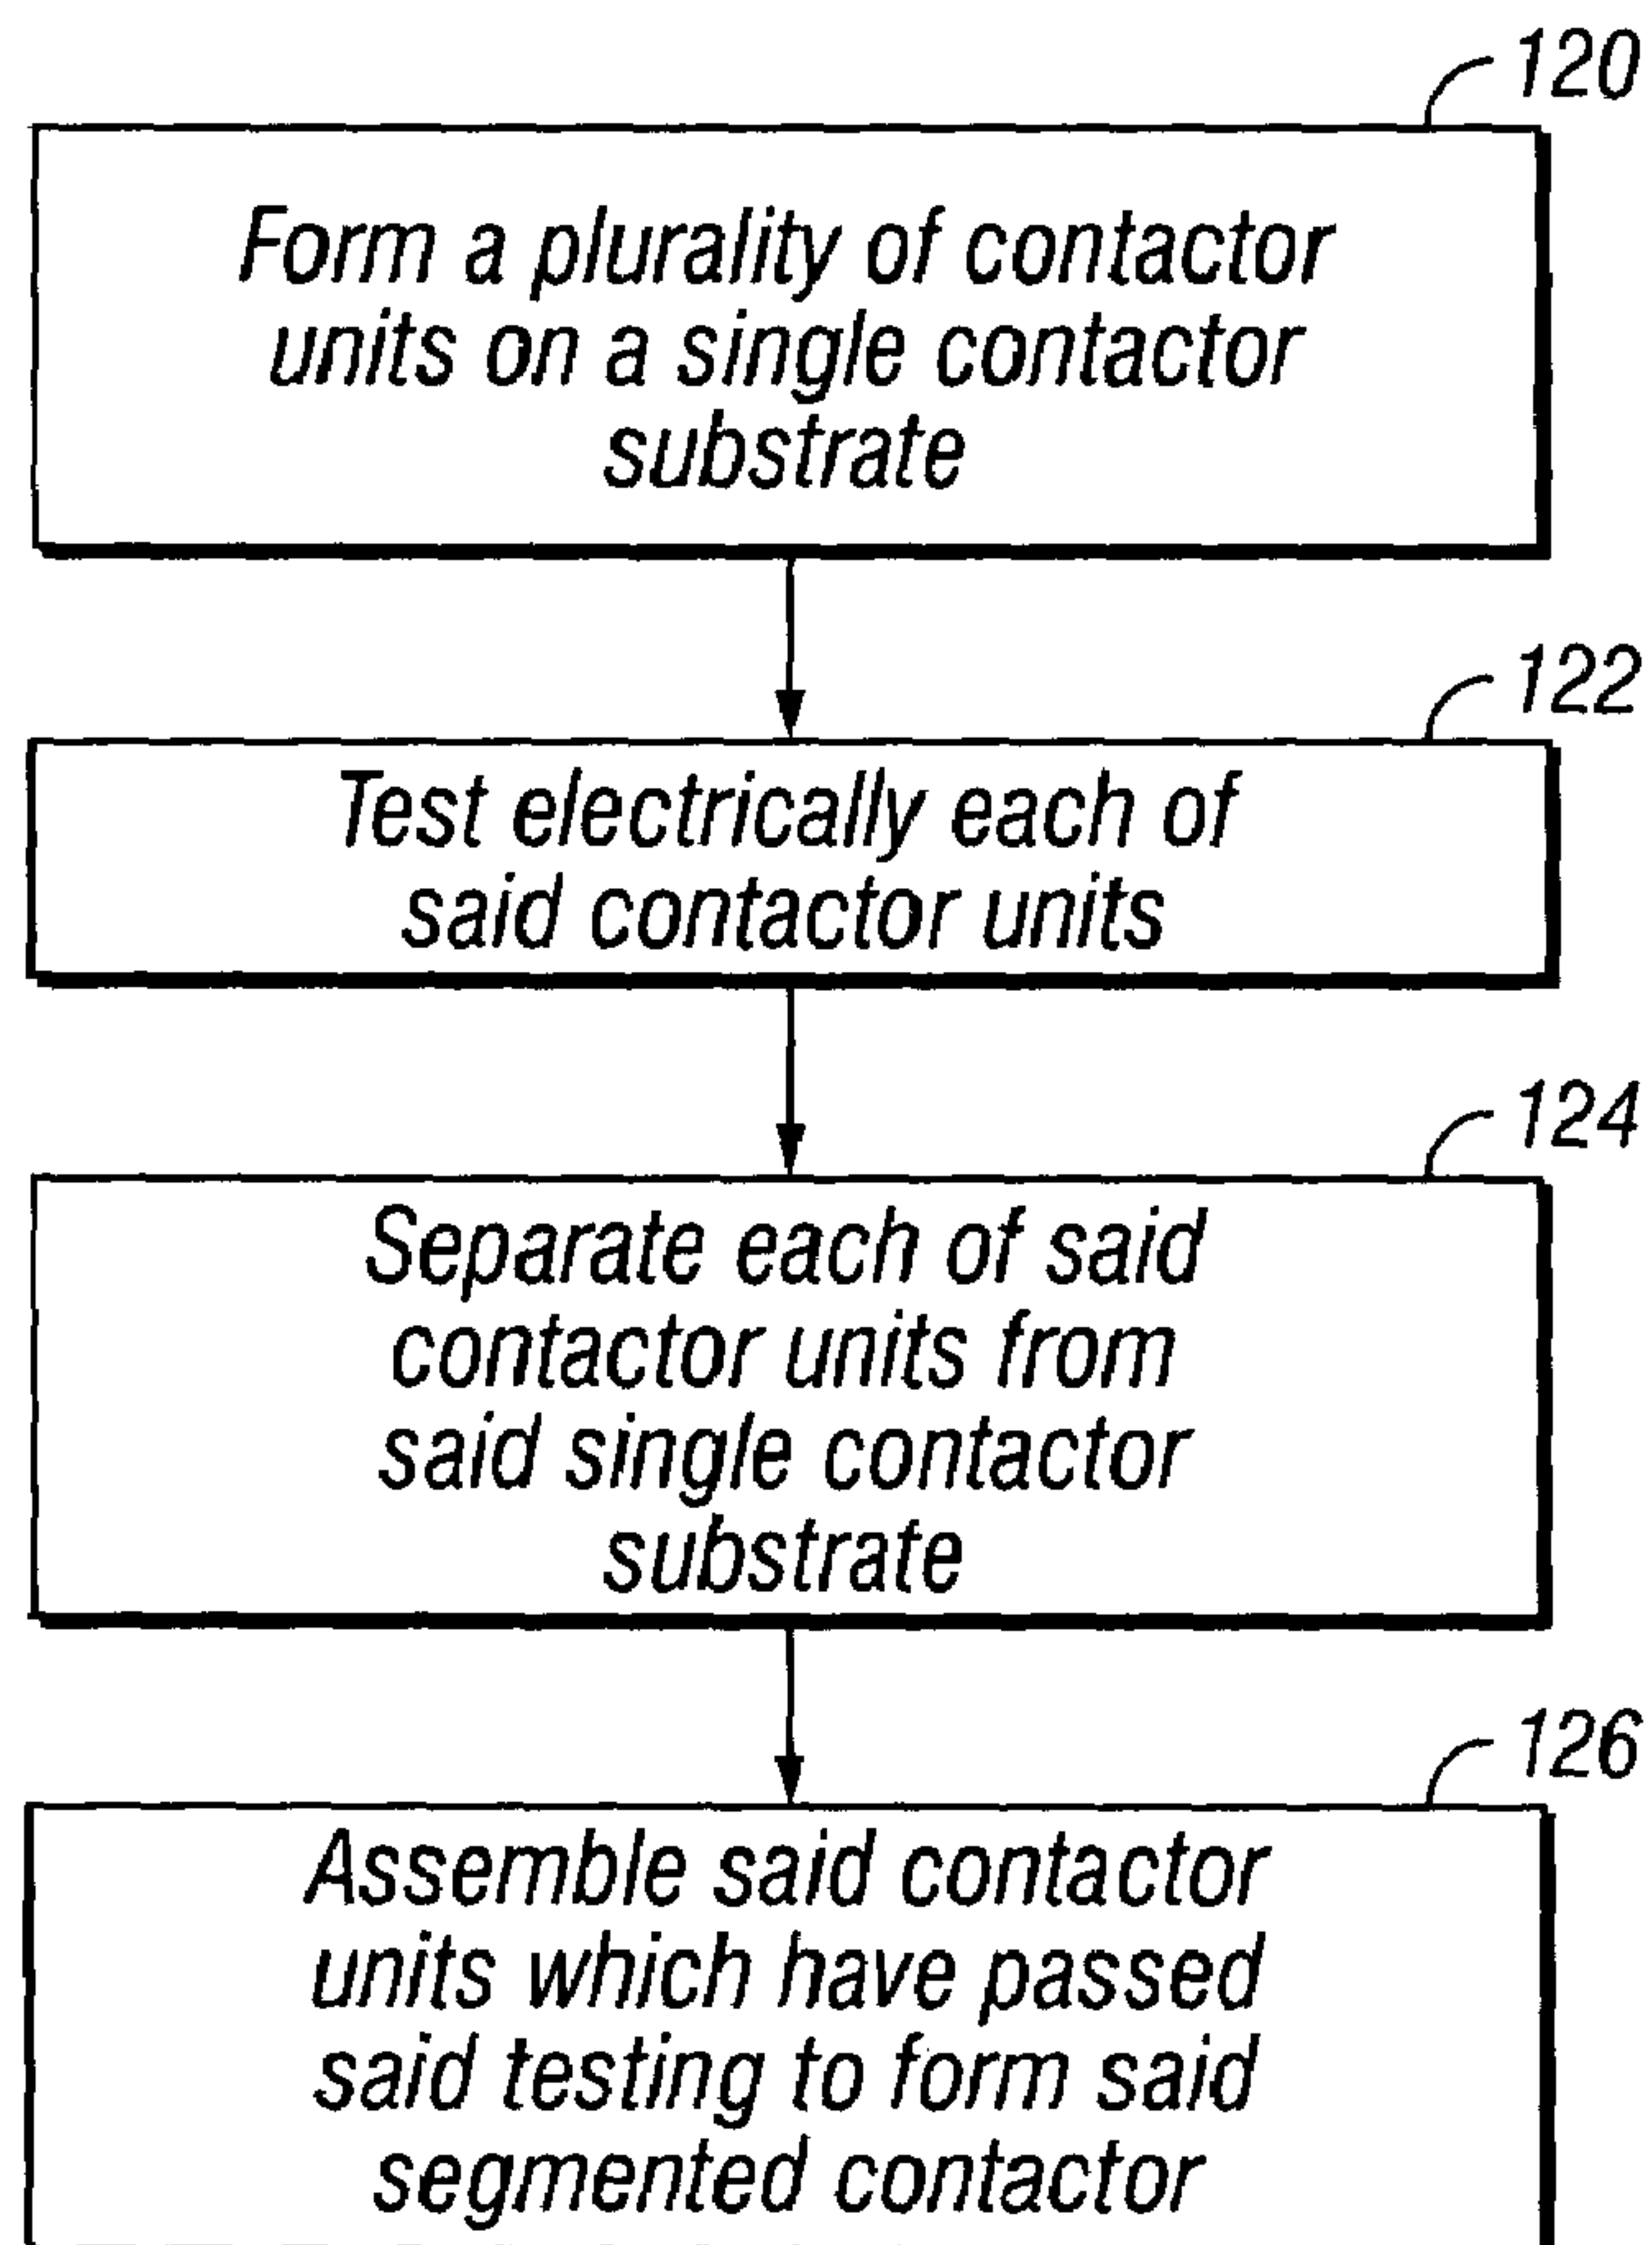 120
Form a plurality of contactor
units on a single contactor
substrate
122
Test electrically each of
said contactor units
124
Separate each of said
contactor units from
said single contactor
substrate
126
Assemble said contactor
units which have passed
said testing to form said
segmented contactor